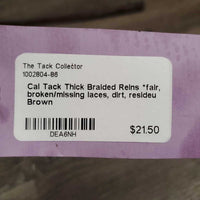 The Tack Collector
1002804-86
Cal Tack Thick Braided Reins *fair,
broken/missing laces, dirt, resideu
Brown
DEA6NH
$21.50